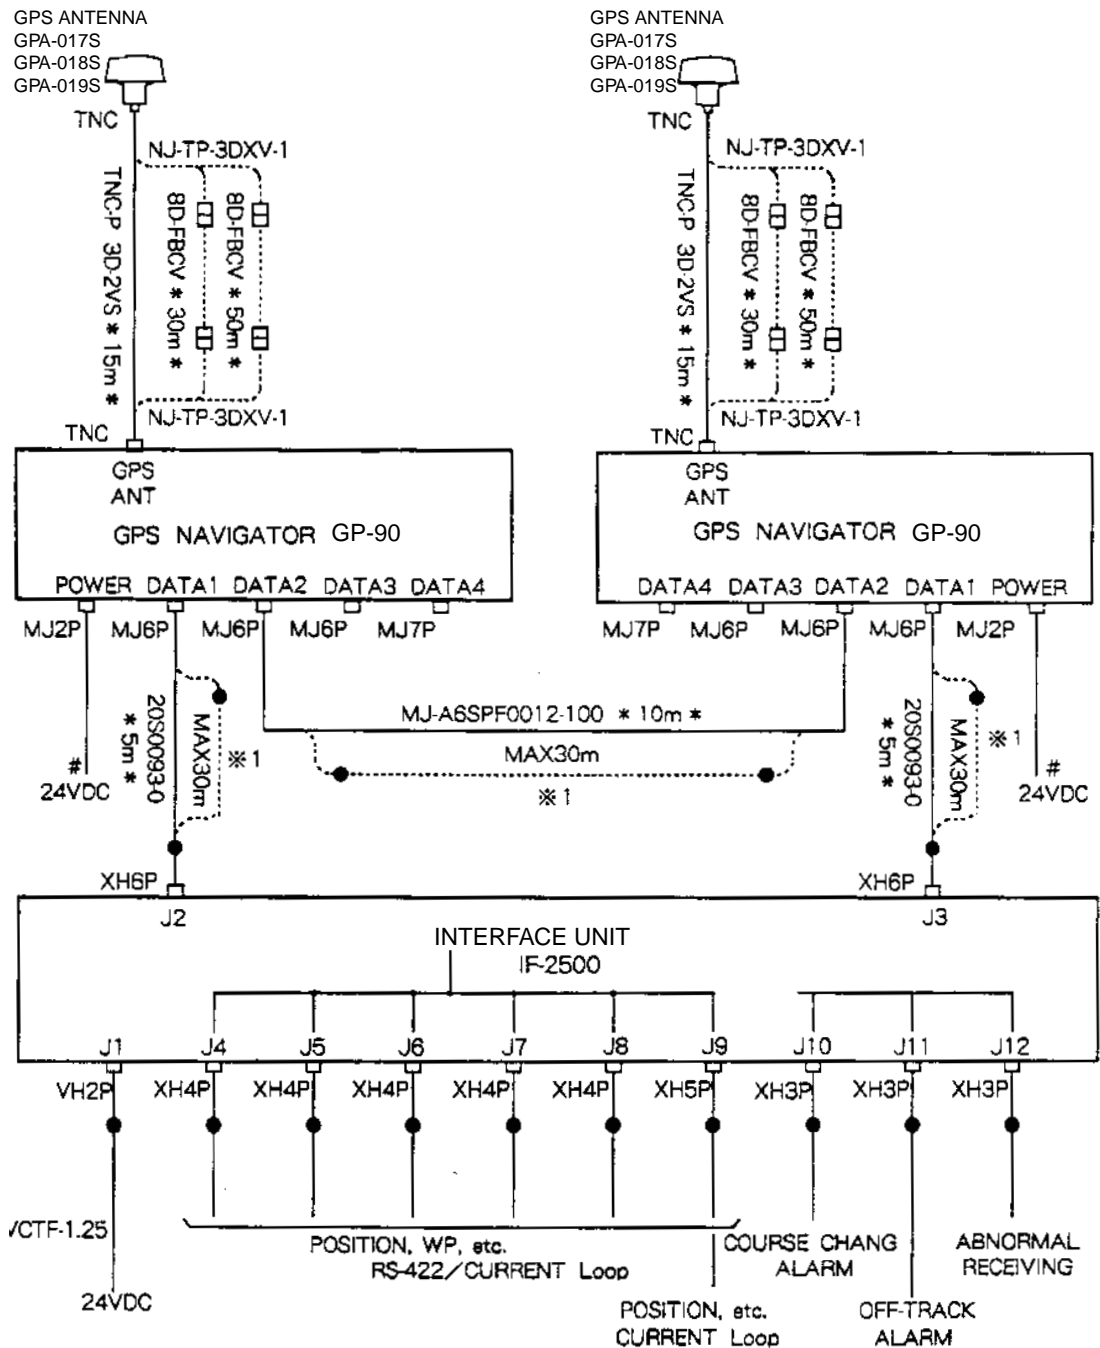 GPS ANTENNA
GPA-017S
GPA-018S
GPA-019S
TNC
NJ-TP-3DXV-1
TNC-P 3D-2VS * 15m *
8D-FBCV * 30m *
8D-FBCV * 50m *
NJ-TP-3DXV-1
TNC
GPS
ANT
GPS NAVIGATOR GP-90
POWER DATA1 DATA2 DATA3 DATA4
MJ2P MJ6P MJ6P MJ6P MJ7P
GPS ANTENNA
GPA-017S
GPA-018S
GPA-019S
TNC
NJ-TP-3DXV-1
TNC-P 3D-2VS * 15m *
8D-FBCV * 30m *
8D-FBCV * 50m *
NJ-TP-3DXV-1
TNC
GPS
ANT
GPS NAVIGATOR GP-90
DATA4 DATA3 DATA2 DATA1 POWER
MJ7P MJ6P MJ6P MJ6P MJ2P
#
24VDC
20S0093-0
* 5m *
MAX30m
※1
MJ-A6SPF0012-100 * 10m *
MAX30m
※1
20S0093-0
* 5m *
MAX30m
※1
#
24VDC
XH6P
XH6P
J2
J3
INTERFACE UNIT
IF-2500
J1 J4 J5 J6 J7 J8 J9 J10 J11 J12
VH2P XH4P XH4P XH4P XH4P XH4P XH5P XH3P XH3P XH3P
VCTF-1.25
24VDC
POSITION, WP, etc.
RS-422/CURRENT Loop
POSITION, etc.
CURRENT Loop
COURSE CHANG
ALARM
OFF-TRACK
ALARM
ABNORMAL
RECEIVING